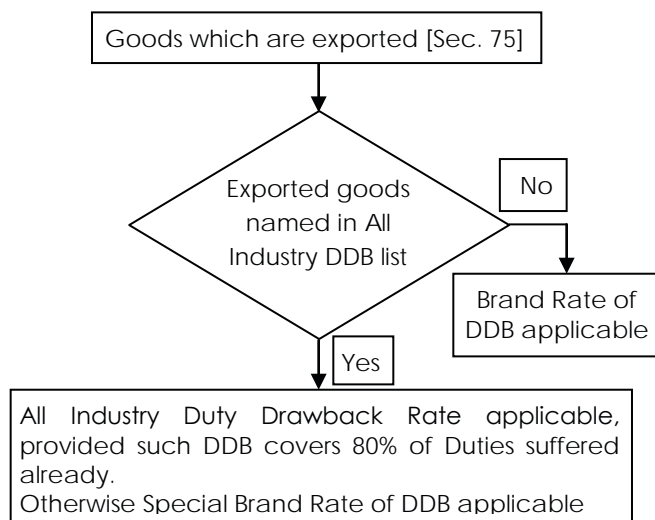 Goods which are exported [Sec. 75]
Exported goods
named in All
Industry DDB list
No
Brand Rate of
DDB applicable
Yes
All Industry Duty Drawback Rate applicable,
provided such DDB covers 80% of Duties suffered
already.
Otherwise Special Brand Rate of DDB applicable